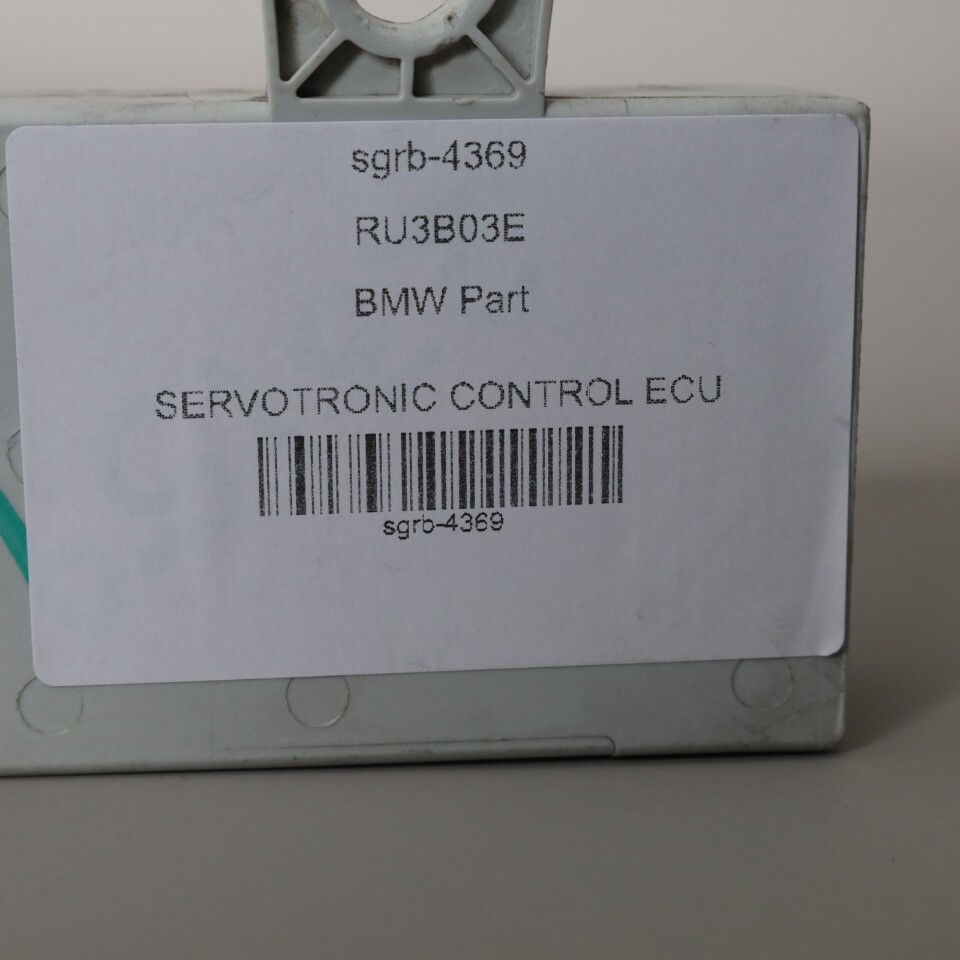 sgrb-4369
RU3B03E
BMW Part
SERVOTRONIC CONTROL ECU
sgrb-4369